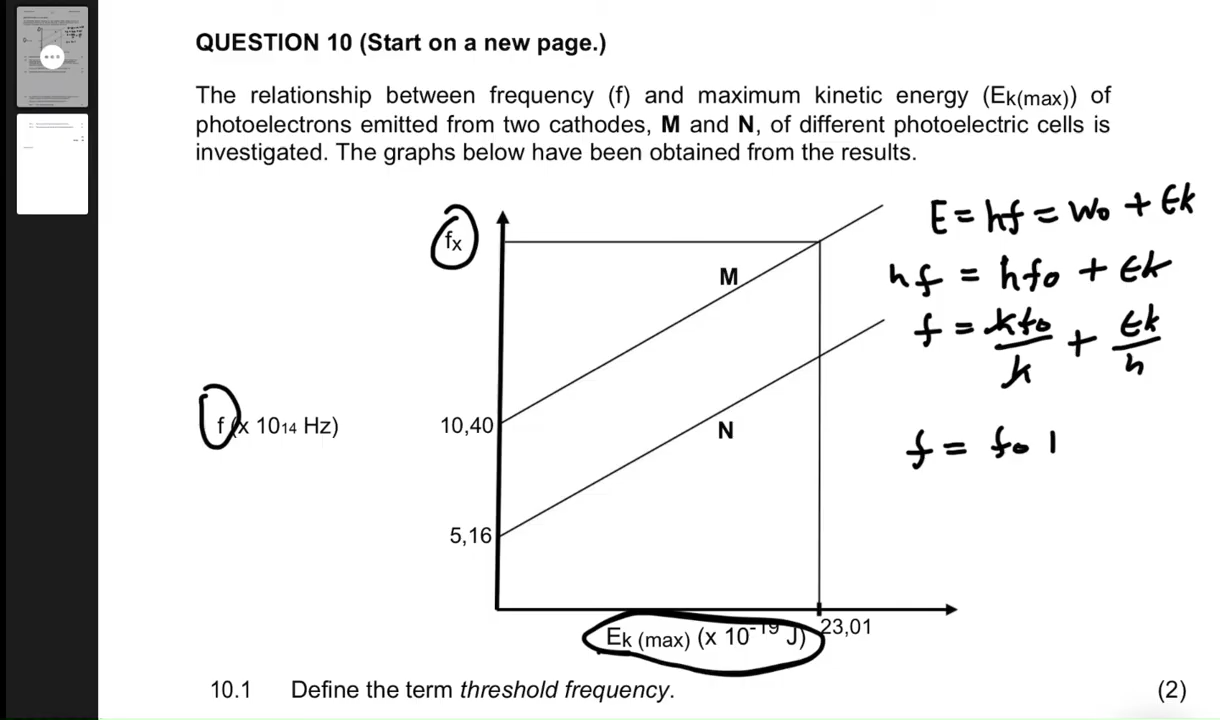 QUESTION 10 (Start on a new page.)
The relationship between frequency (f) and maximum kinetic energy (Ek(max)) of
photoelectrons emitted from two cathodes, M and N, of different photoelectric cells is
investigated. The graphs below have been obtained from the results.
fx
E = hf = W0 + Ek
M
hf = hf0 + Ek
f = hf0/h + Ek/h
f (x 1014 Hz)
10,40
N
f = f0 I
5,16
Ek (max) (x 10-19 J)
23,01
10.1 Define the term threshold frequency. (2)